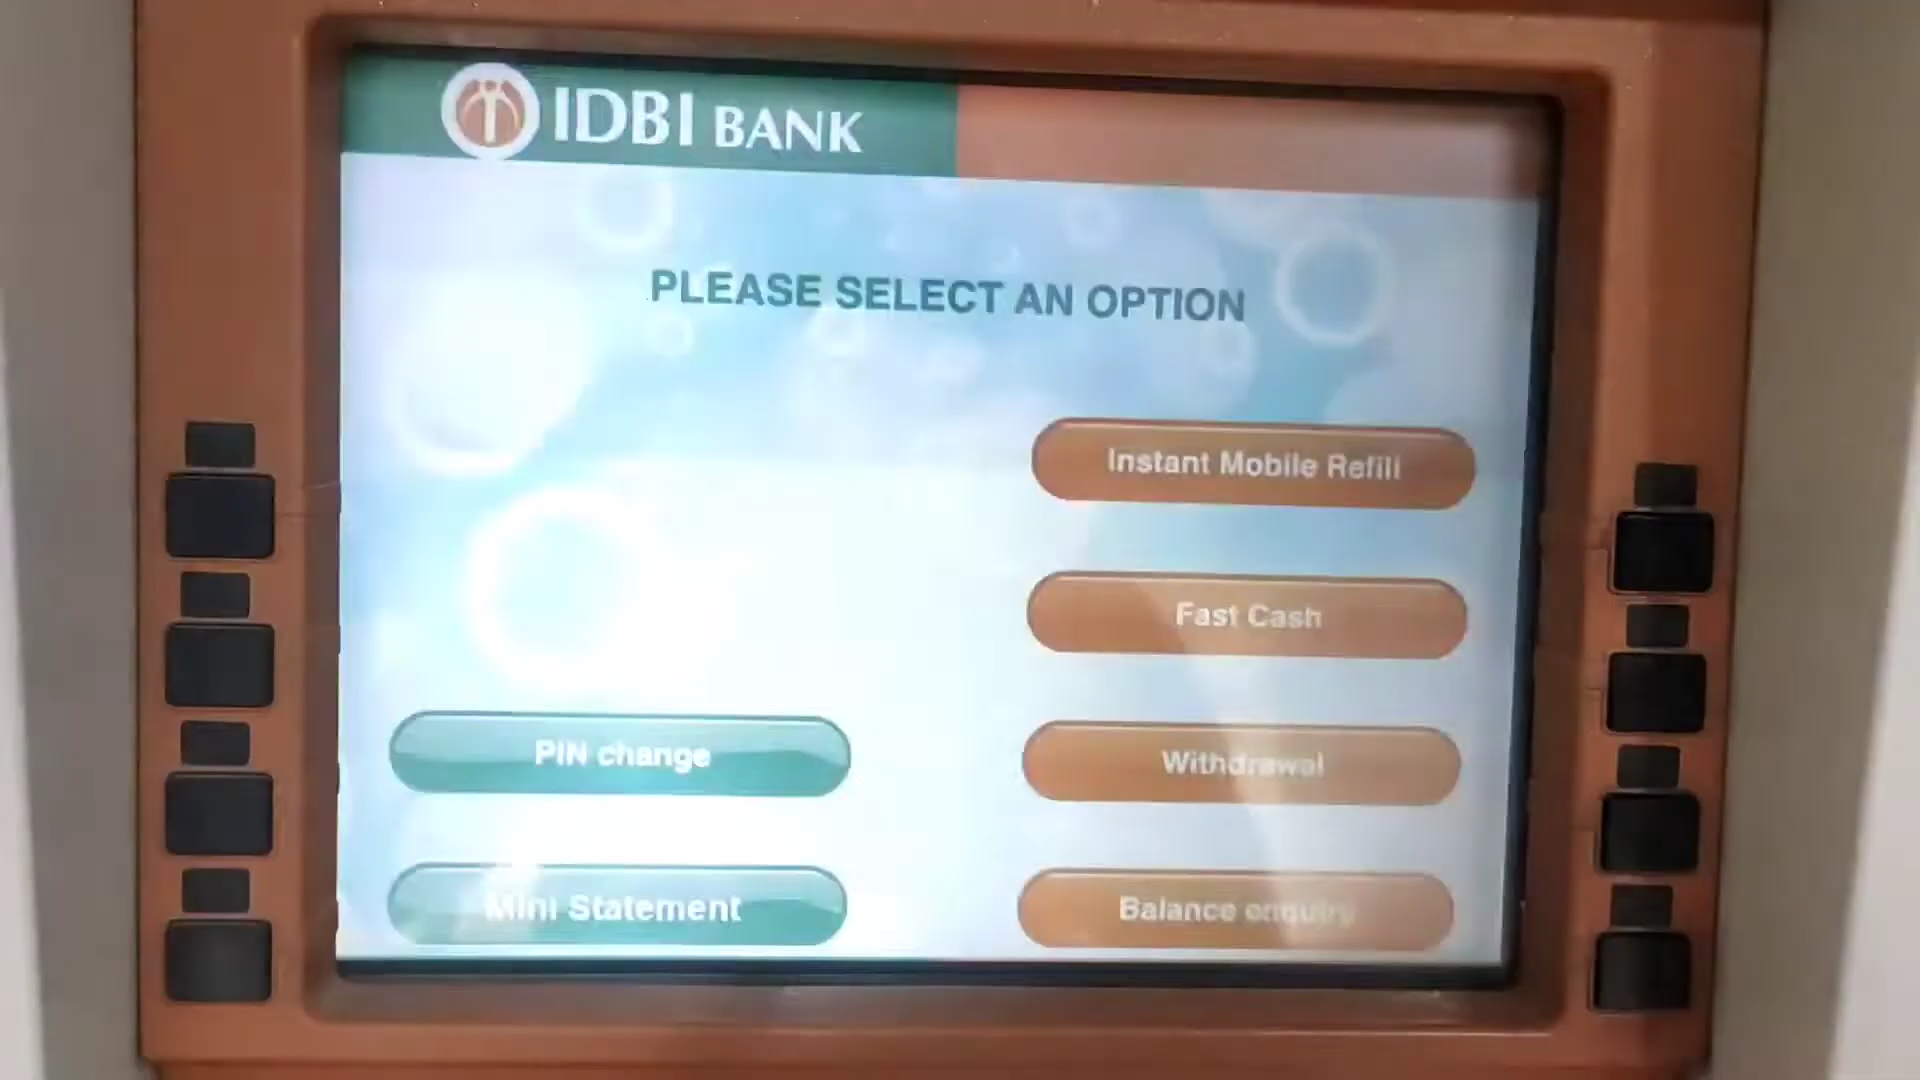 IDBI BANK
PLEASE SELECT AN OPTION
Instant Mobile Refill
Fast Cash
PIN change
Withdrawal
Mini Statement
Balance enquiry